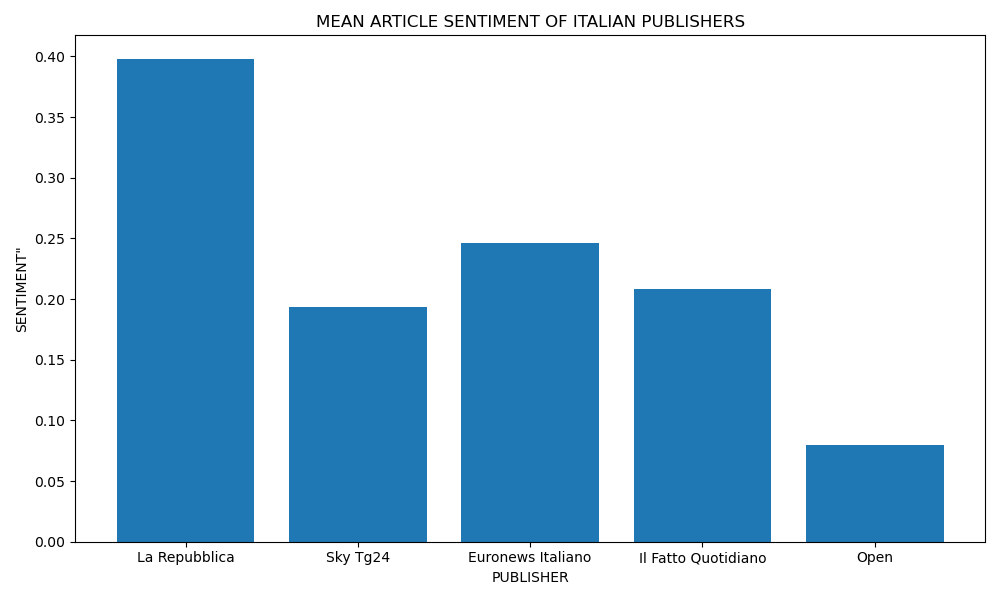 MEAN ARTICLE SENTIMENT OF ITALIAN PUBLISHERS
0.40
0.35
0.30
0.25
0.20
0.15
0.10
0.05
0.00
SENTIMENT"
La Repubblica Sky Tg24 Euronews Italiano Il Fatto Quotidiano Open
PUBLISHER